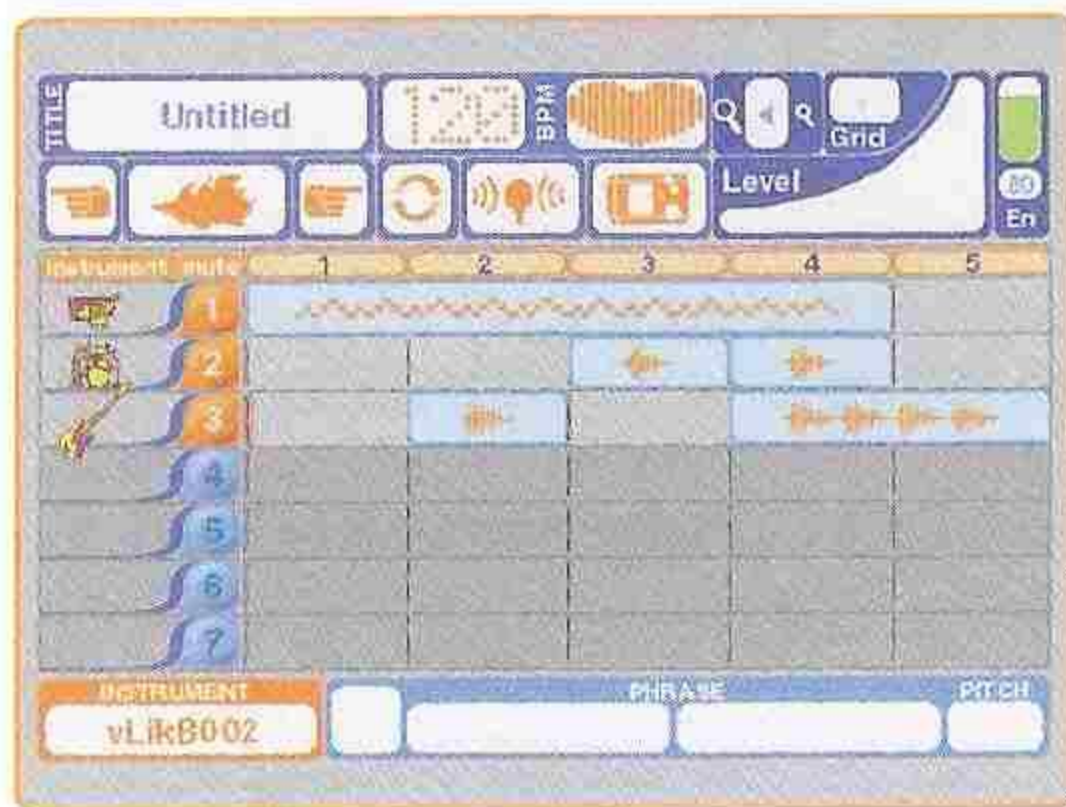 TITLE
Untitled
BPM
Grid
Level
En
Instrument mute 1 2 3 4 5
1
2
3
4
5
6
7
INSTRUMENT
PHRASE
PITCH
vLikB002